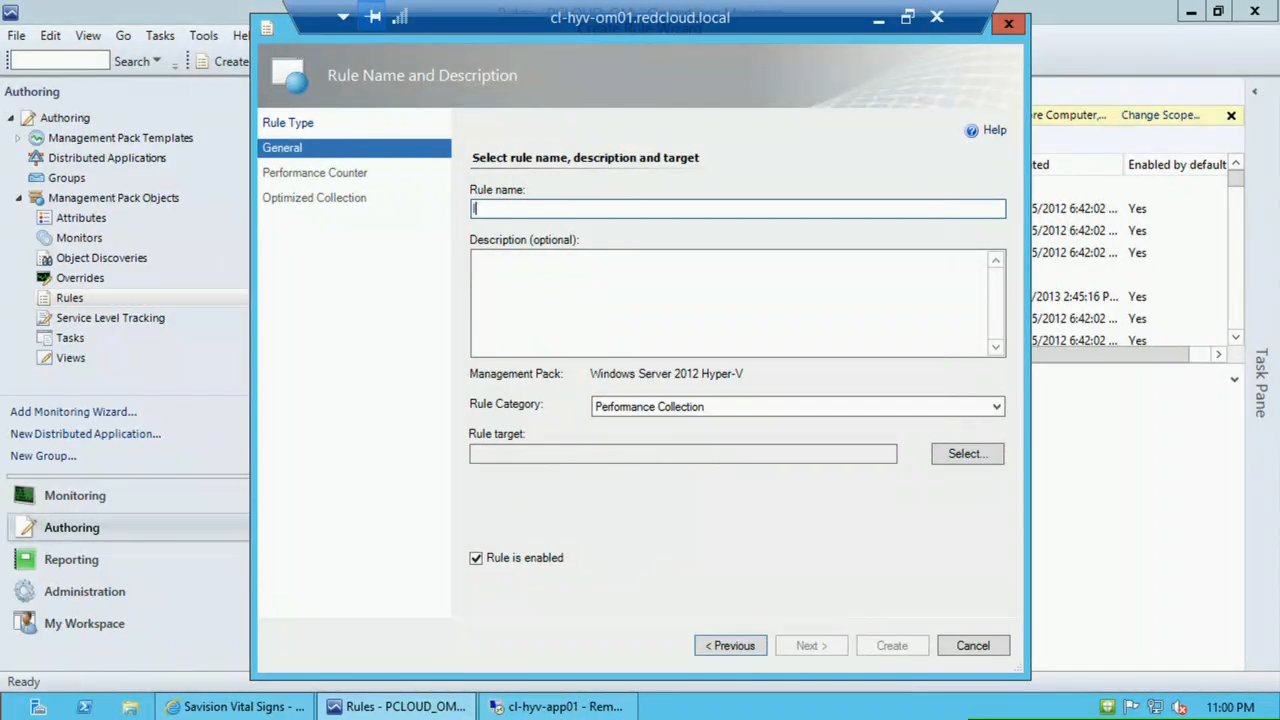 cl-hyv-om01.redcloud.local
File Edit View Go Tasks Tools
Search
Create
Authoring
Authoring
Management Pack Templates
Distributed Applications
Groups
Management Pack Objects
Attributes
Monitors
Object Discoveries
Overrides
Rules
Service Level Tracking
Tasks
Views
Add Monitoring Wizard...
New Distributed Application...
New Group...
Monitoring
Authoring
Reporting
Administration
My Workspace
Ready
Rule Name and Description
Rule Type
General
Performance Counter
Optimized Collection
Help
Select rule name, description and target
Rule name:
Description (optional):
Management Pack: Windows Server 2012 Hyper-V
Rule Category: Performance Collection
Rule target:
Select...
Rule is enabled
< Previous Next > Create Cancel
Computer,... Change Scope...
Enabled by default
5/2012 6:42:02 ... Yes
5/2012 6:42:02 ... Yes
5/2012 6:42:02 ... Yes
/2013 2:45:16 P... Yes
5/2012 6:42:02 ... Yes
5/2012 6:42:02 ... Yes
Task Pane
Savision Vital Signs - ...
Rules - PCLOUD_OM...
cl-hyv-app01 - Rem...
11:00 PM